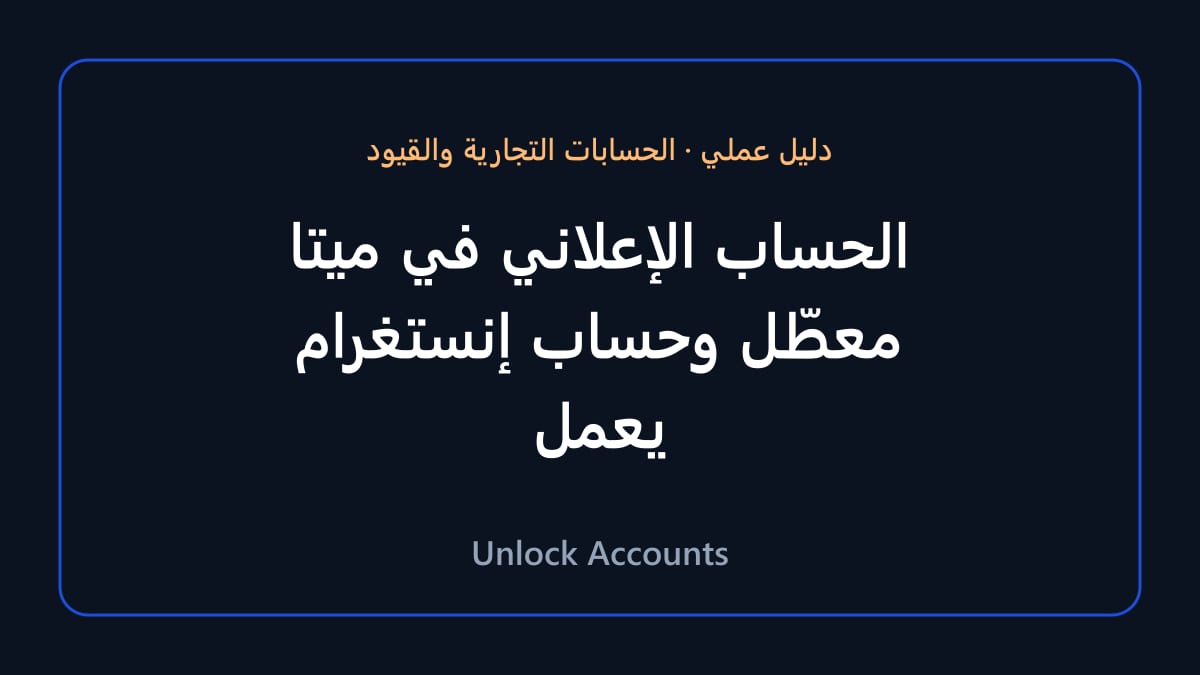 دليل عملي · الحسابات التجارية والقيود
الحساب الإعلاني في ميتا
معطّل وحساب إنستغرام
يعمل
Unlock Accounts